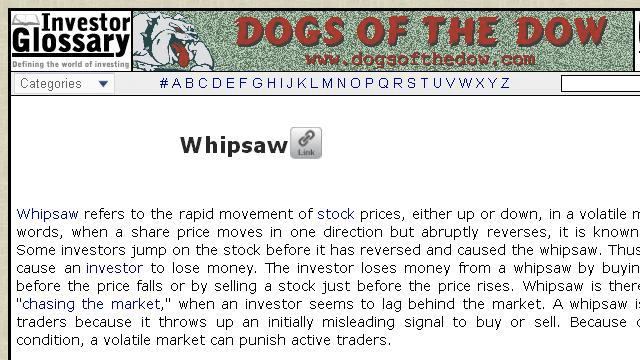 Investor
Glossary
Defining the world of investing
DOGS OF THE DOW
www.dogsofthedow.com
Categories
# A B C D E F G H I J K L M N O P Q R S T U V W X Y Z
Whipsaw
Link
Whipsaw refers to the rapid movement of stock prices, either up or down, in a volatile
words, when a share price moves in one direction but abruptly reverses, it is known
Some investors jump on the stock before it has reversed and caused the whipsaw. Thus
cause an investor to lose money. The investor loses money from a whipsaw by
before the price falls or by selling a stock just before the price rises. Whipsaw is
"chasing the market," when an investor seems to lag behind the market. A whipsaw
traders because it throws up an initially misleading signal to buy or sell. Because
condition, a volatile market can punish active traders.